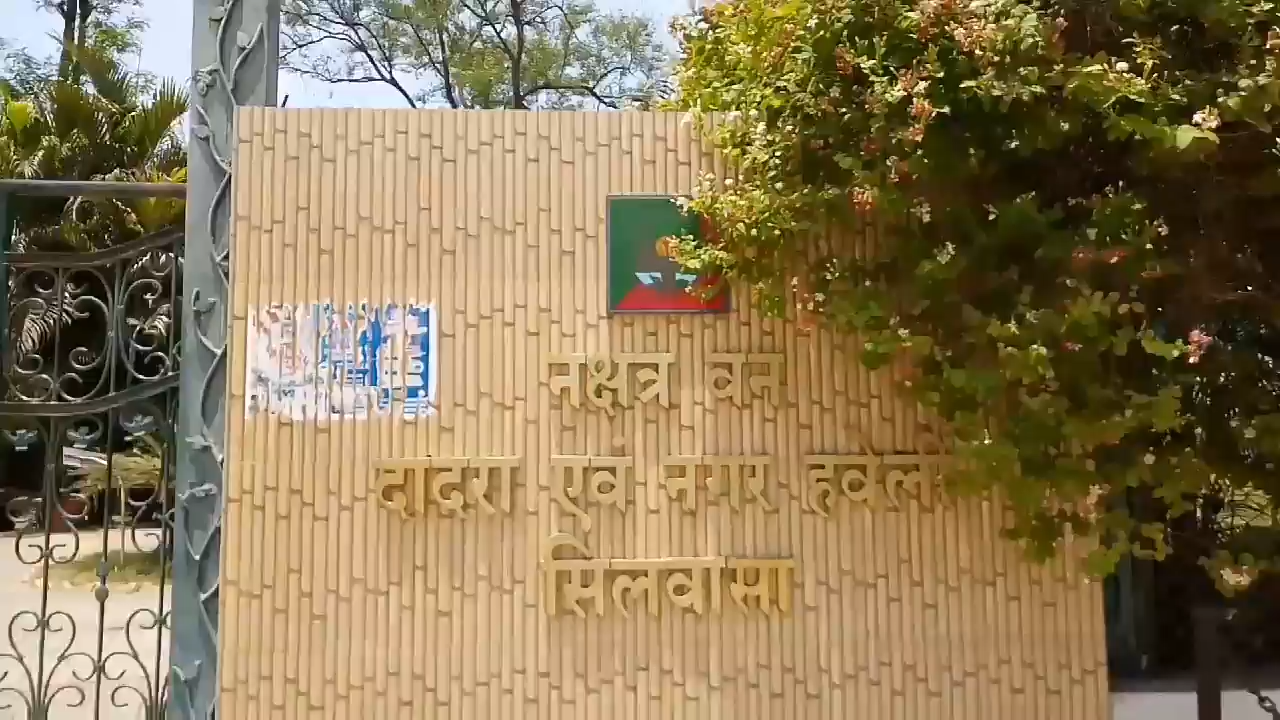 नक्षत्र वन
दादरा एवं नगर हवेली
सिलवासा